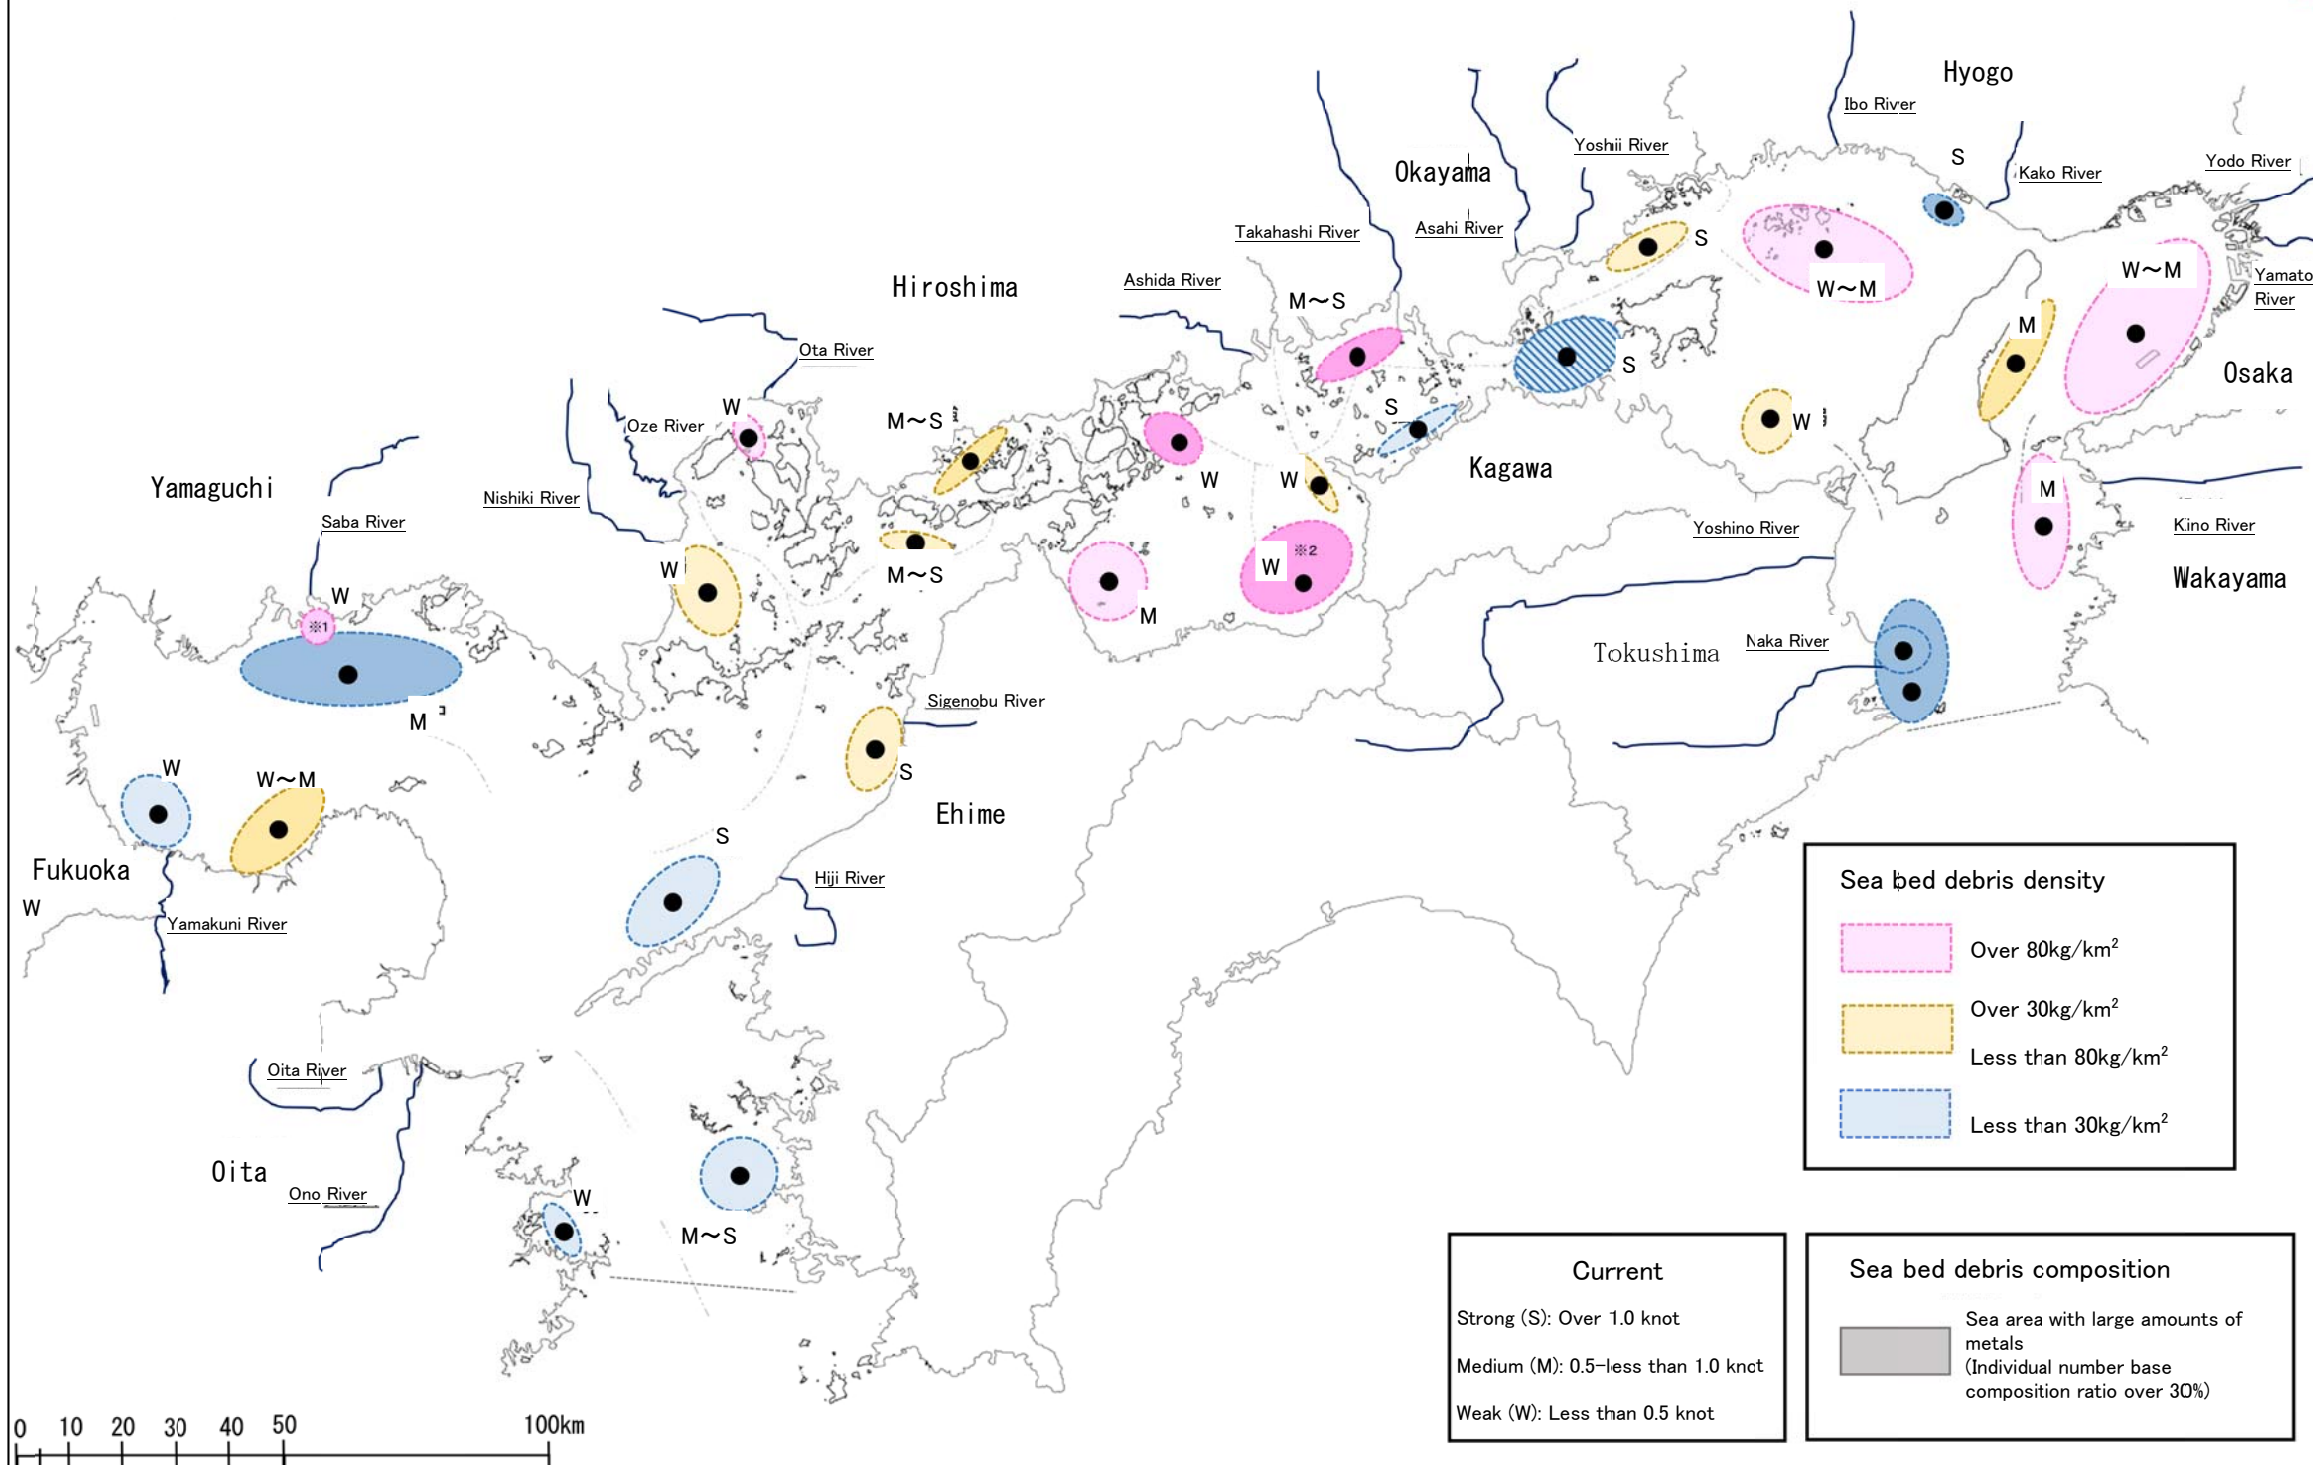 Hyogo
Ibo River
S
Kako River
Yodo River
Yoshii River
Okayama
Takahashi River
Asahi River
S
W～M
W～M
Yamato
River
Osaka
Hiroshima
Ashida River
M～S
M
S
Ota River
W
Oze River
M～S
S
W
Kagawa
W
W
M
Kino River
Wakayama
Yamaguchi
Nishiki River
Saba River
Yoshino River
W
M～S
W
※2
M
W
※1
M
Tokushima
Naka River
Sigenobu River
S
Ehime
W
W～M
Fukuoka
W
Yamakuni River
S
Hiji River
Oita River
Oita
Ono River
W
M～S
Sea bed debris density
Over 80kg/km²
Over 30kg/km²
Less than 80kg/km²
Less than 30kg/km²
Current
Strong (S): Over 1.0 knot
Medium (M): 0.5-less than 1.0 knot
Weak (W): Less than 0.5 knot
Sea bed debris composition
Sea area with large amounts of
metals
(Individual number base
composition ratio over 30%)
0 10 20 30 40 50 100km